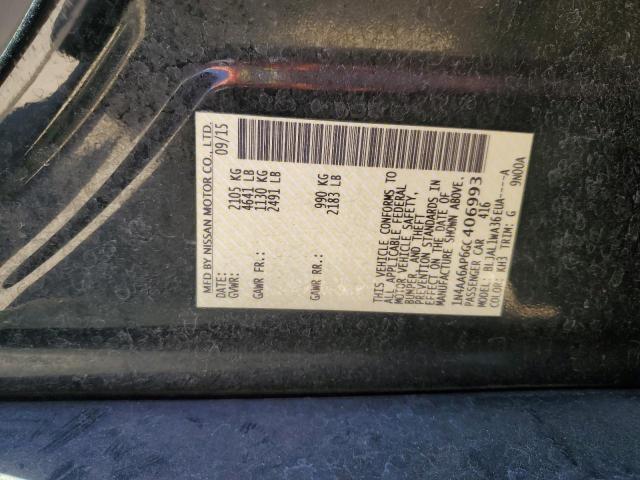 MFD BY NISSAN MOTOR CO., LTD.
DATE: 09/15
GVWR: 2105 KG
4641 LB
GAWR FR.: 1130 KG
2491 LB
GAWR RR.: 990 KG
2183 LB
THIS VEHICLE CONFORMS TO
ALL APPLICABLE FEDERAL
MOTOR VEHICLE SAFETY,
BUMPER, AND THEFT
PREVENTION STANDARDS IN
EFFECT ON THE DATE OF
MANUFACTURE SHOWN ABOVE.
1N4AA6AP6GC406993
PASSENGER CAR 416
MODEL: BLJALIWA36EUA-----A
COLOR: KH3 TRIM: G 9N00A